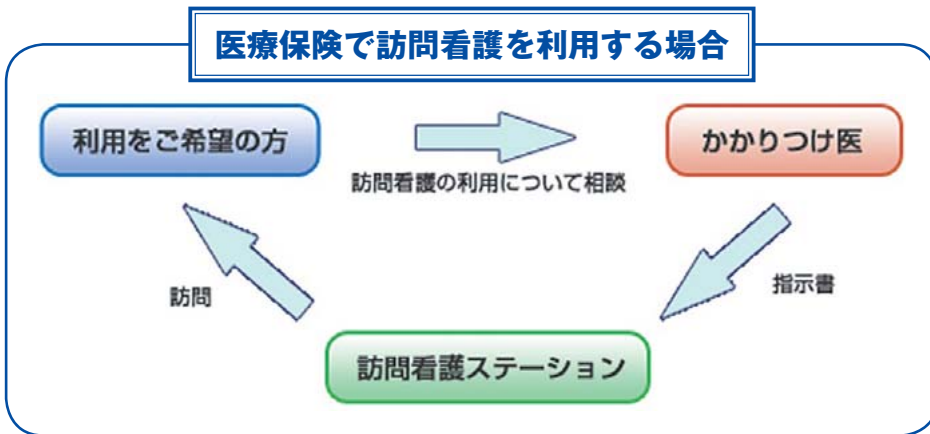 医療保険で訪問看護を利用する場合
利用をご希望の方
かかりつけ医
訪問看護の利用について相談
訪問
指示書
訪問看護ステーション